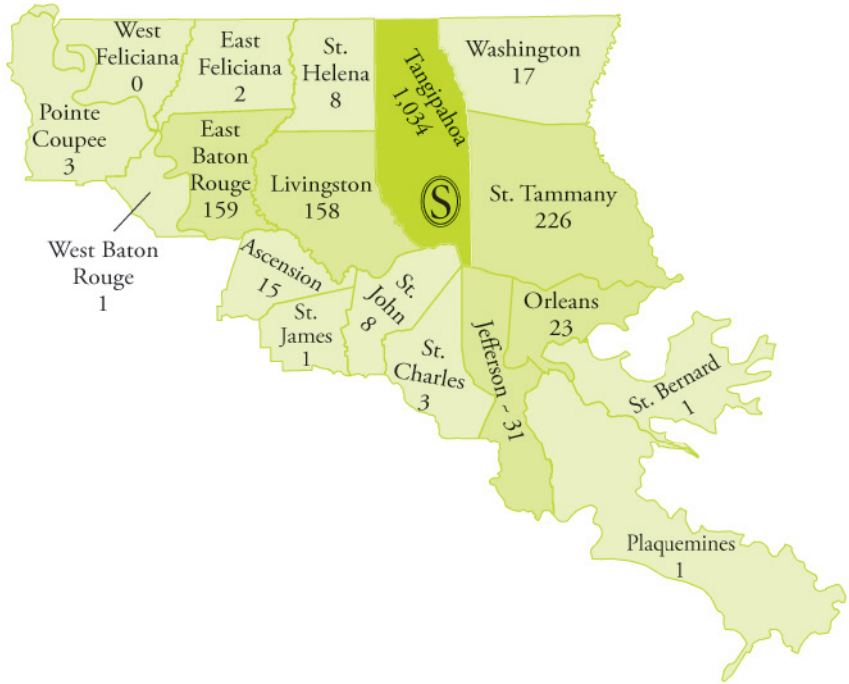 West
Feliciana
0
East
Feliciana
2
St.
Helena
8
Tangipahoa
1,034
Washington
17
Pointe
Coupee
3
East
Baton
Rouge
159
Livingston
158
S
St. Tammany
226
West Baton
Rouge
1
Ascension
15
St.
James
1
St.
John
8
St.
Charles
3
Jefferson ~ 31
Orleans
23
St. Bernard
1
Plaquemines
1